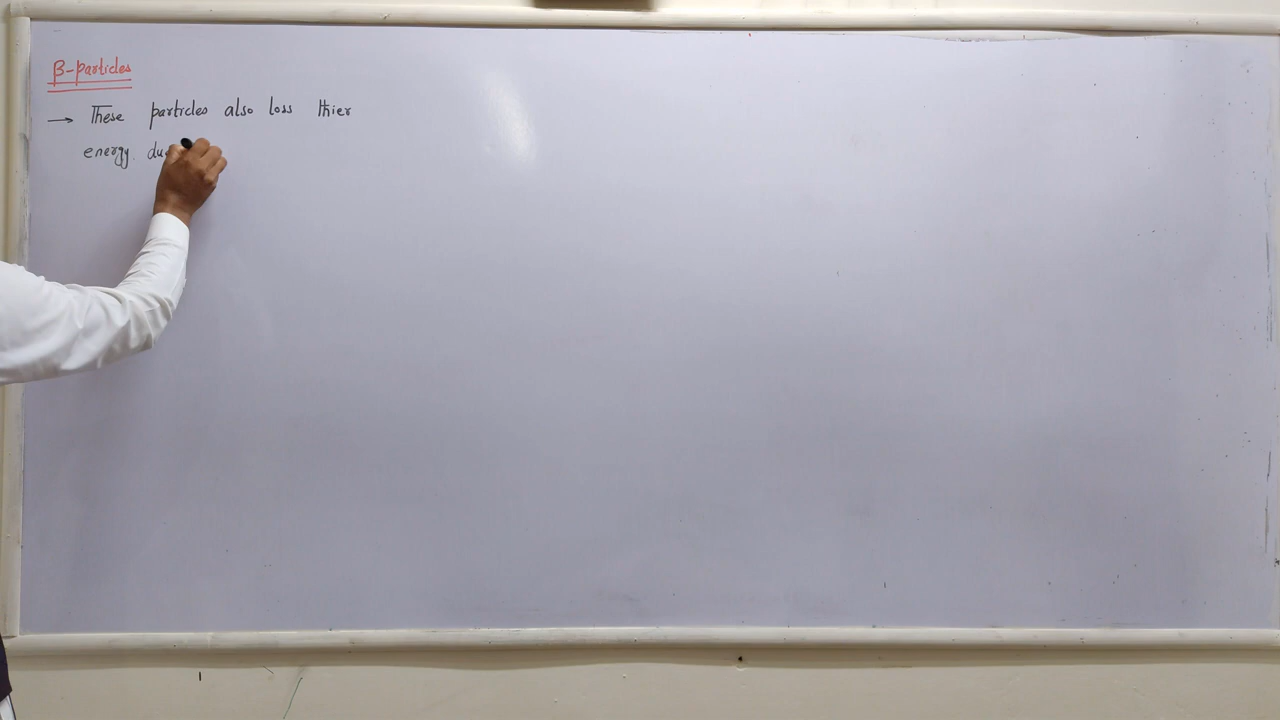 β-particles
→ These particles also loss thier
energy. du